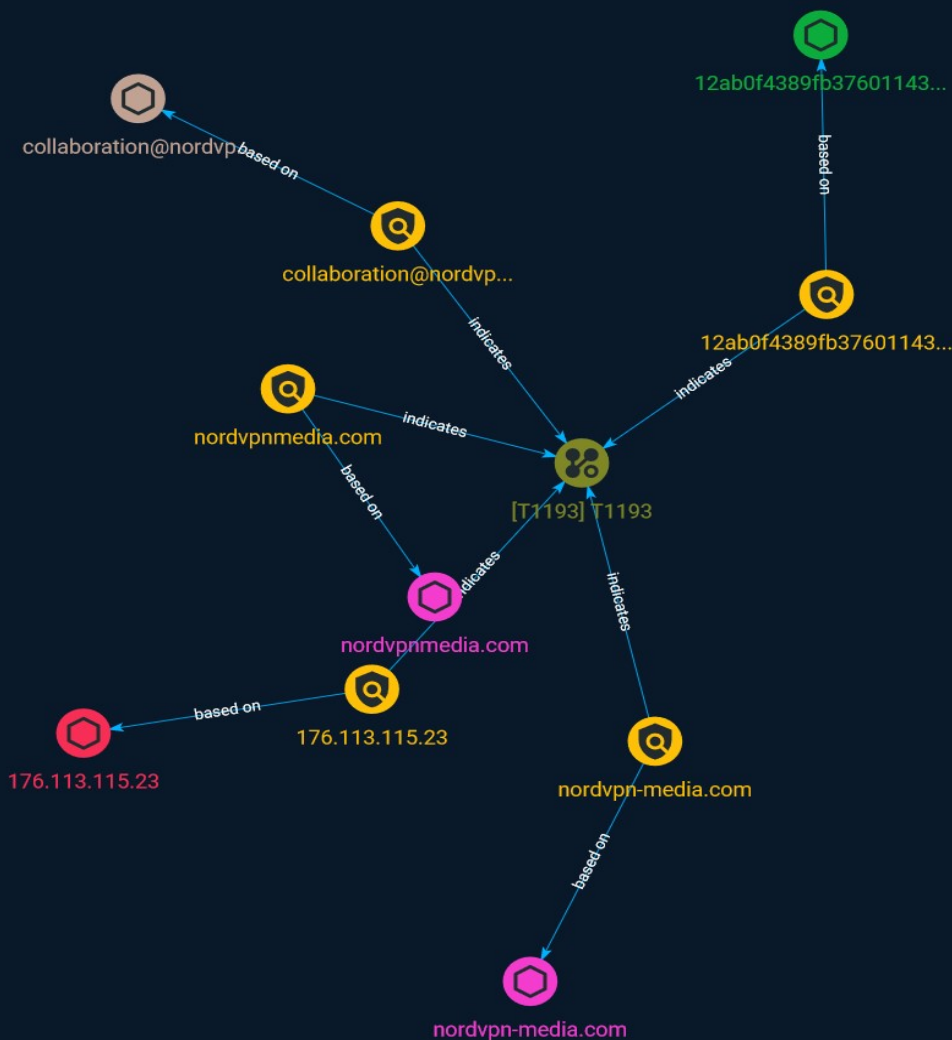 12ab0f4389fb37601143...
based on
collaboration@nordvp
based on
collaboration@nordvp...
indicates
12ab0f4389fb37601143...
indicates
nordvpnmedia.com
indicates
based on
[T1193] T1193
indicates
nordvpnmedia.com
indicates
based on
176.113.115.23
176.113.115.23
nordvpn-media.com
based on
nordvpn-media.com